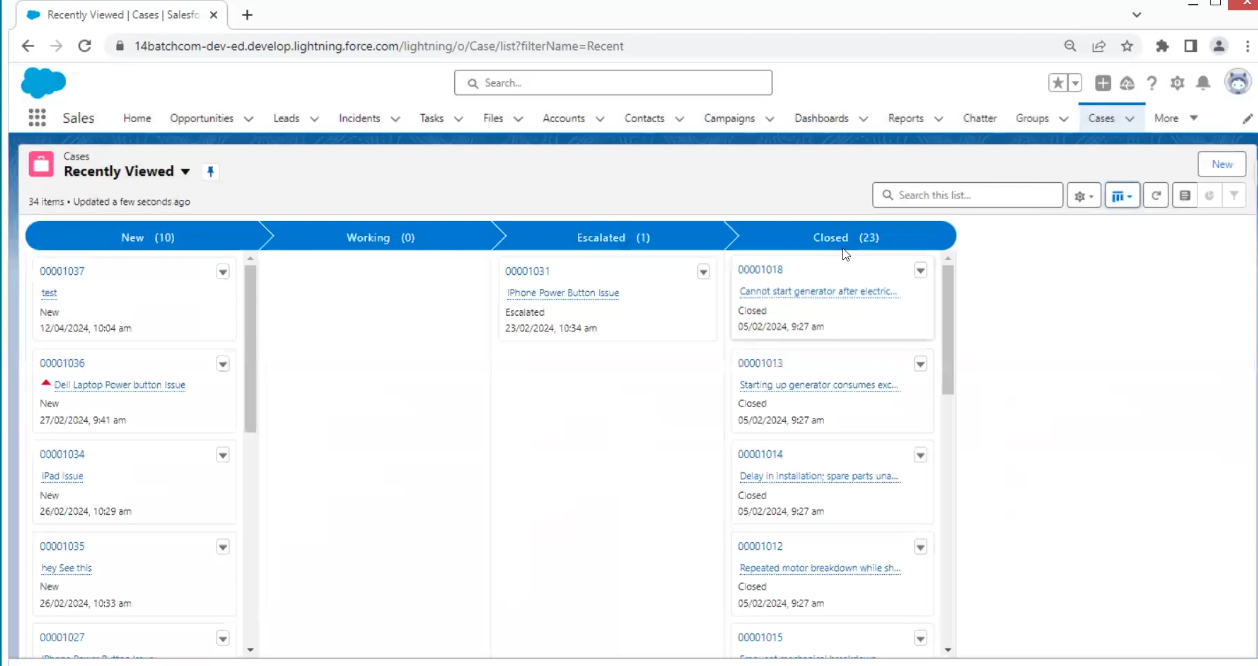 Recently Viewed | Cases | Salesfo
14batchcom-dev-ed.develop.lightning.force.com/lightning/o/Case/list?filterName=Recent
Search...
Sales Home Opportunities Leads Incidents Tasks Files Accounts Contacts Campaigns Dashboards Reports Chatter Groups Cases More
Cases
Recently Viewed
New
34 items • Updated a few seconds ago
Search this list...
New (10) Working (0) Escalated (1) Closed (23)
00001037
test
New
12/04/2024, 10:04 am
00001036
Dell Laptop Power button Issue
New
27/02/2024, 9:41 am
00001034
IPad Issue
New
26/02/2024, 10:29 am
00001035
hey See this
New
26/02/2024, 10:33 am
00001027
00001031
IPhone Power Button Issue
Escalated
23/02/2024, 10:34 am
00001018
Cannot start generator after electric...
Closed
05/02/2024, 9:27 am
00001013
Starting up generator consumes exc...
Closed
05/02/2024, 9:27 am
00001014
Delay in installation; spare parts una...
Closed
05/02/2024, 9:27 am
00001012
Repeated motor breakdown while sh...
Closed
05/02/2024, 9:27 am
00001015